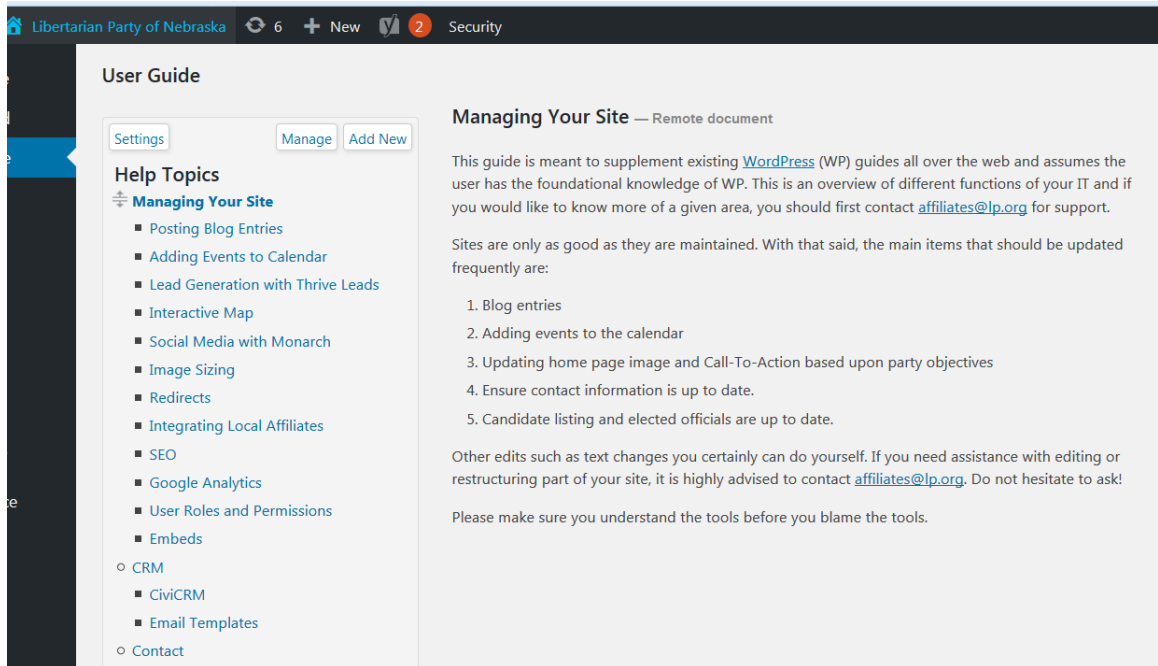 Libertarian Party of Nebraska 6 New 2 Security
User Guide
Settings Manage Add New
Help Topics
Managing Your Site
Posting Blog Entries
Adding Events to Calendar
Lead Generation with Thrive Leads
Interactive Map
Social Media with Monarch
Image Sizing
Redirects
Integrating Local Affiliates
SEO
Google Analytics
User Roles and Permissions
Embeds
CRM
CiviCRM
Email Templates
Contact
Managing Your Site — Remote document
This guide is meant to supplement existing WordPress (WP) guides all over the web and assumes the
user has the foundational knowledge of WP. This is an overview of different functions of your IT and if
you would like to know more of a given area, you should first contact affiliates@lp.org for support.
Sites are only as good as they are maintained. With that said, the main items that should be updated
frequently are:
1. Blog entries
2. Adding events to the calendar
3. Updating home page image and Call-To-Action based upon party objectives
4. Ensure contact information is up to date.
5. Candidate listing and elected officials are up to date.
Other edits such as text changes you certainly can do yourself. If you need assistance with editing or
restructuring part of your site, it is highly advised to contact affiliates@lp.org. Do not hesitate to ask!
Please make sure you understand the tools before you blame the tools.